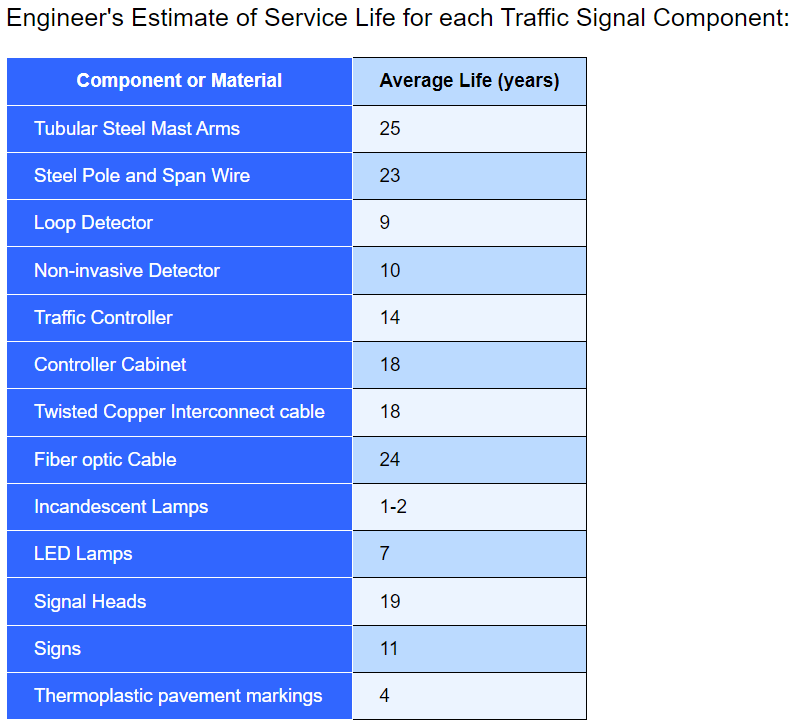 Engineer's Estimate of Service Life for each Traffic Signal Component:
Component or Material Average Life (years)
Tubular Steel Mast Arms 25
Steel Pole and Span Wire 23
Loop Detector 9
Non-invasive Detector 10
Traffic Controller 14
Controller Cabinet 18
Twisted Copper Interconnect cable 18
Fiber optic Cable 24
Incandescent Lamps 1-2
LED Lamps 7
Signal Heads 19
Signs 11
Thermoplastic pavement markings 4